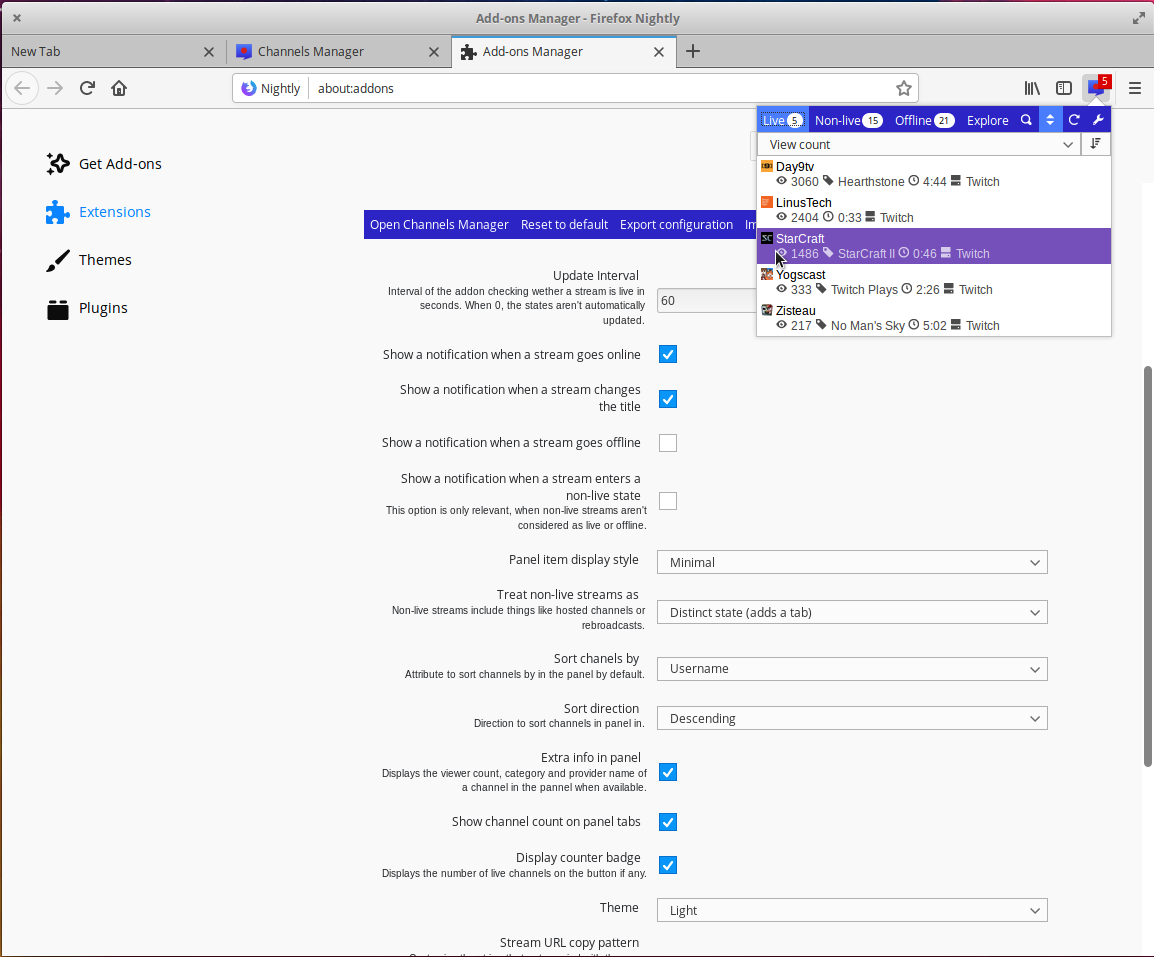 Add-ons Manager - Firefox Nightly
New Tab
Channels Manager
Add-ons Manager
Nightly
about:addons
5
Live 5
Non-live 15
Offline 21
Explore
View count
Day9tv
3060 Hearthstone 4:44 Twitch
LinusTech
2404 0:33 Twitch
SC StarCraft
1486 StarCraft II 0:46 Twitch
Yogscast
333 Twitch Plays 2:26 Twitch
Zisteau
217 No Man's Sky 5:02 Twitch
Get Add-ons
Extensions
Themes
Plugins
Open Channels Manager Reset to default Export configuration
Update Interval
Interval of the addon checking wether a stream is live in
seconds. When 0, the states aren't automatically
updated.
60
Show a notification when a stream goes online
Show a notification when a stream changes
the title
Show a notification when a stream goes offline
Show a notification when a stream enters a
non-live state
This option is only relevant, when non-live streams aren't
considered as live or offline.
Panel item display style
Minimal
Treat non-live streams as
Non-live streams include things like hosted channels or
rebroadcasts.
Distinct state (adds a tab)
Sort chanels by
Attribute to sort channels by in the panel by default.
Username
Sort direction
Direction to sort channels in panel in.
Descending
Extra info in panel
Displays the viewer count, category and provider name of
a channel in the pannel when available.
Show channel count on panel tabs
Display counter badge
Displays the number of live channels on the button if any.
Theme
Light
Stream URL copy pattern